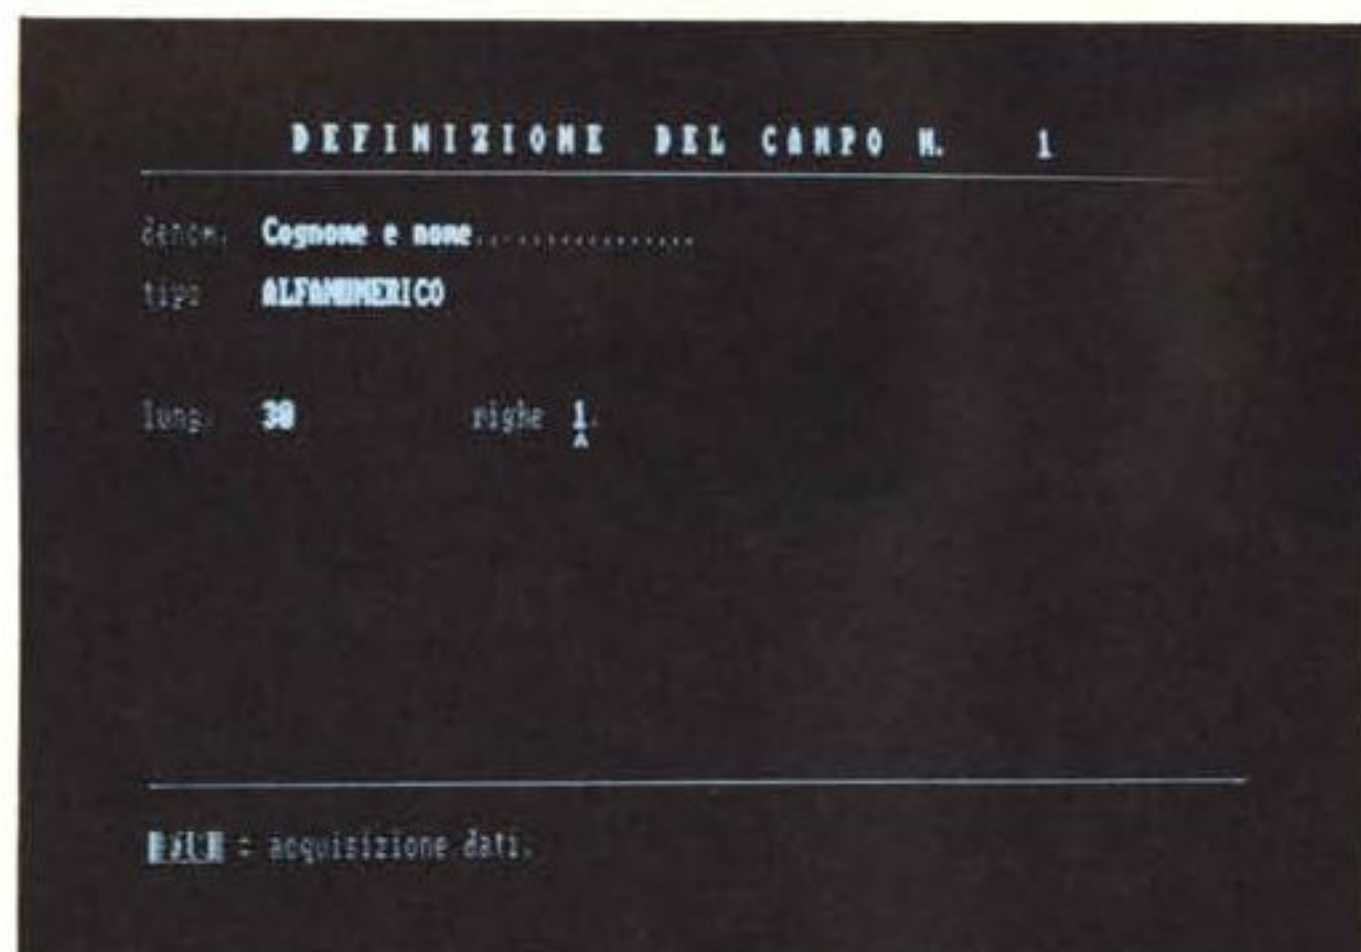 DEFINIZIONE DEL CAMPO N. 1
denom. Cognome e nome.................
tipo ALFANUMERICO
lung. 30 righe 1.
^
= acquisizione dati.